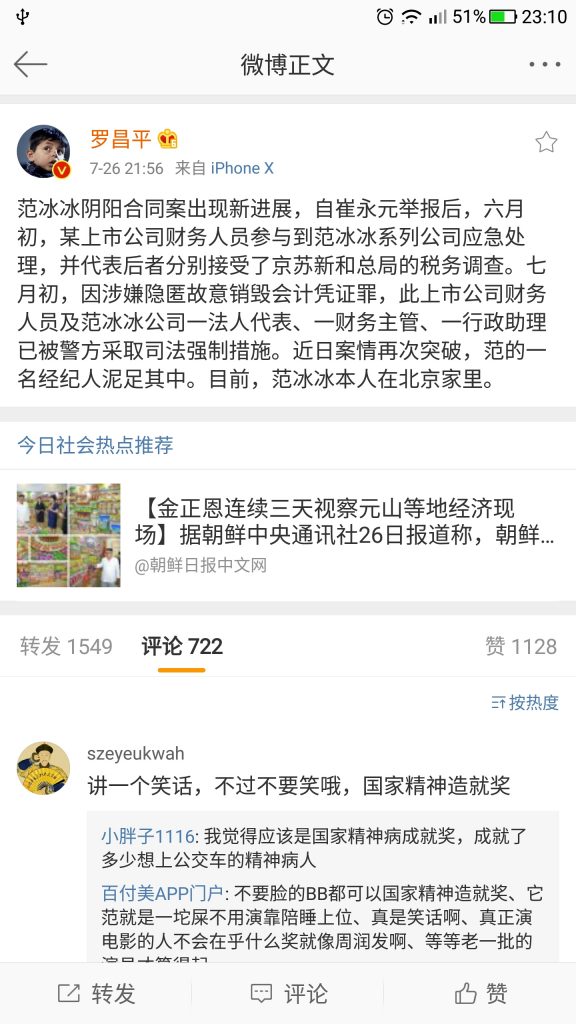 51% 23:10
微博正文
罗昌平
7-26 21:56 来自 iPhone X
范冰冰阴阳合同案出现新进展，自崔永元举报后，六月
初，某上市公司财务人员参与到范冰冰系列公司应急处
理，并代表后者分别接受了京苏新和总局的税务调查。七
月初，因涉嫌隐匿故意销毁会计凭证罪，此上市公司财务
人员及范冰冰公司一法人代表、一财务主管、一行政助理
已被警方采取司法强制措施。近日案情再次突破，范的一
名经纪人泥足其中。目前，范冰冰本人在北京家里。
今日社会热点推荐
【金正恩连续三天视察元山等地经济现
场】据朝鲜中央通讯社26日报道称，朝鲜...
@朝鲜日报中文网
转发 1549 评论 722 赞 1128
按热度
szeyeukwah
讲一个笑话，不过不要笑哦，国家精神造就奖
小胖子1116: 我觉得应该是国家精神病成就奖，成就了
多少想上公交车的精神病人
百付美APP门户: 不要脸的BB都可以国家精神造就奖、它
范就是一坨屎不用演靠陪睡上位、真是笑话啊、真正演
电影的人不会在乎什么奖就像周润发啊、等等老一批的
转发 评论 赞